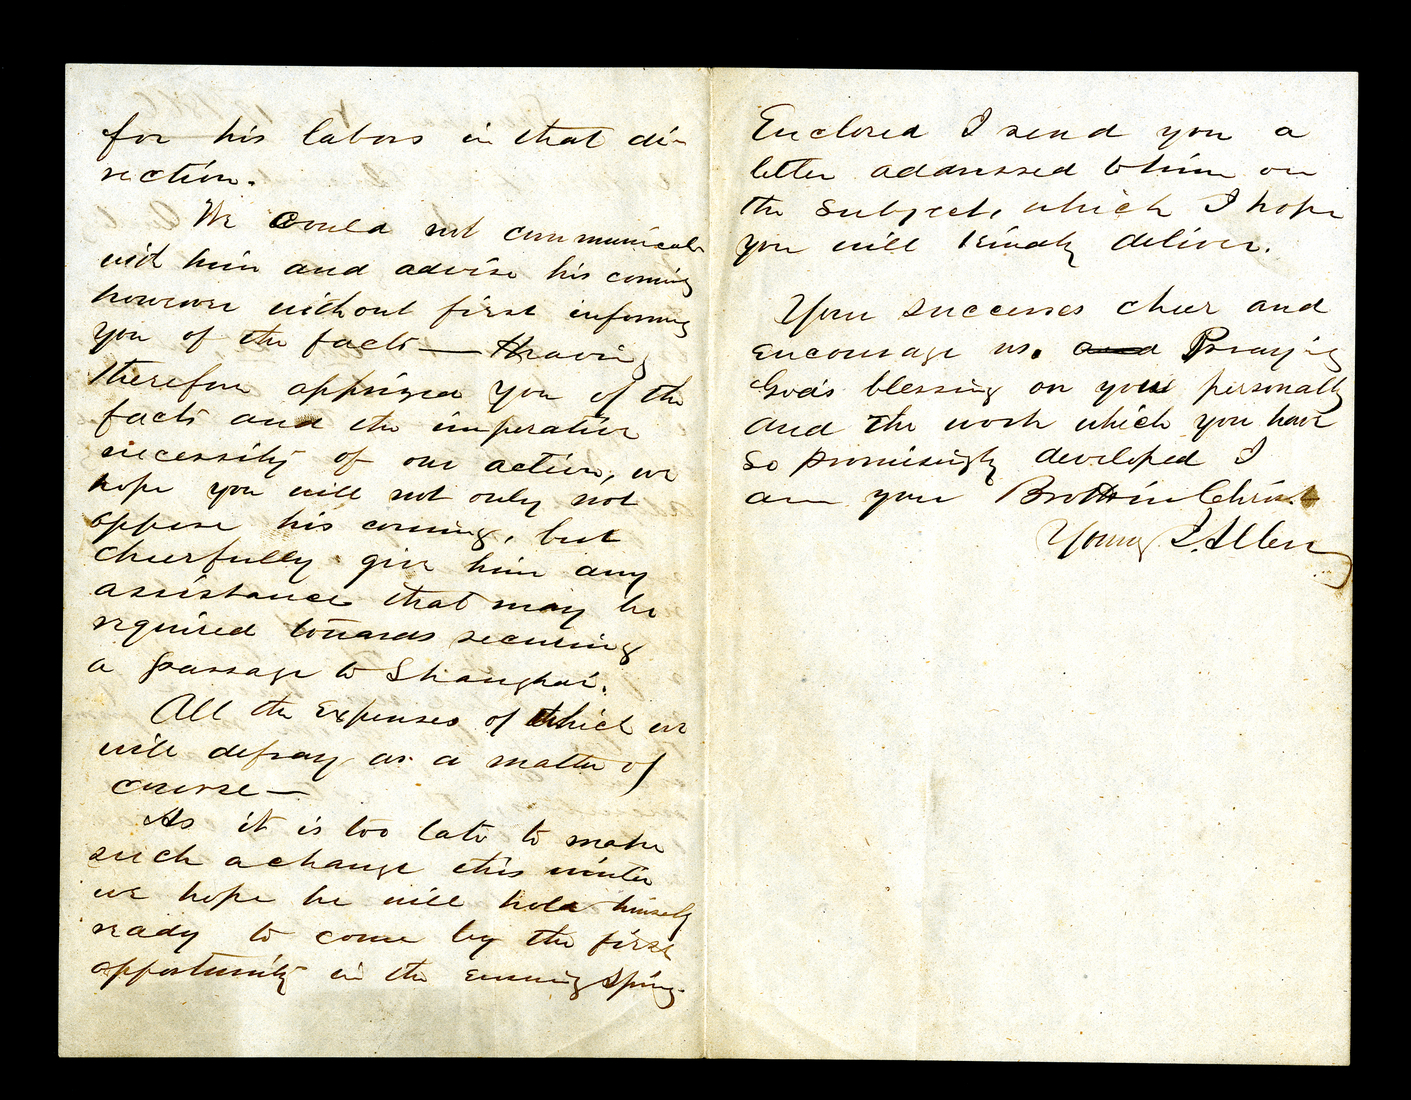 for his labors in that di-
rection.
We could not communicate
with him and advise his coming
however without first informing
you of the facts — Having
therefore apprized you of the
facts and the imperative
necessity of our action, we
hope you will not only not
oppose his coming, but
cheerfully give him any
assistance that may be
required towards securing
a passage to Shanghai.
All the expenses of which we
will defray as a matter of
course —
As it is too late to make
such a change this winter
we hope he will hold himself
ready to come by the first
opportunity in the ensuing spring.
Enclosed I send you a
letter addressed to him on
the subject, which I hope
you will kindly deliver.
Your successes cheer and
encourage us. and Praying
God's blessing on you personally
and the work which you have
so promisingly developed I
am your Broth in Christ
Young J. Allen